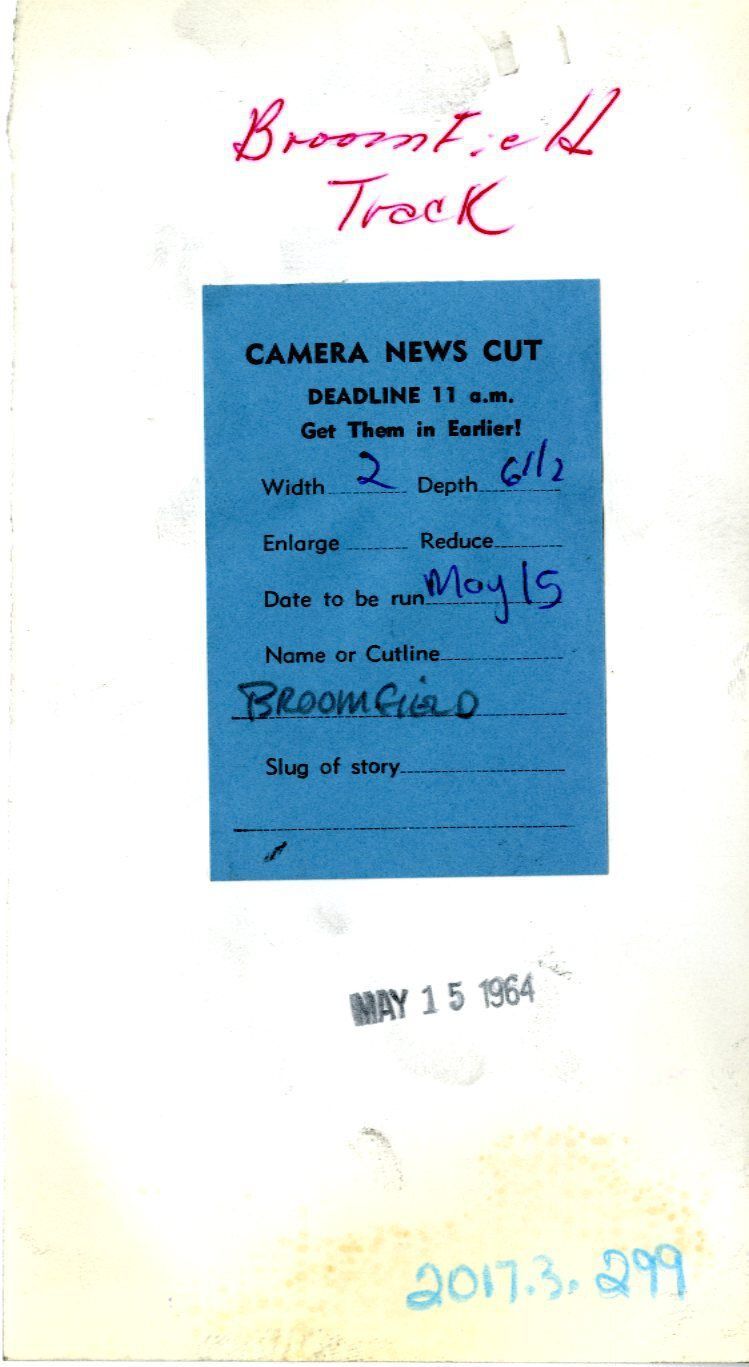 Broomfield
Track
CAMERA NEWS CUT
DEADLINE 11 a.m.
Get Them in Earlier!
Width 2 Depth 6 1/2
Enlarge Reduce
Date to be run May 15
Name or Cutline
BROOMFIELD
Slug of story
MAY 15 1964
2017.3.299